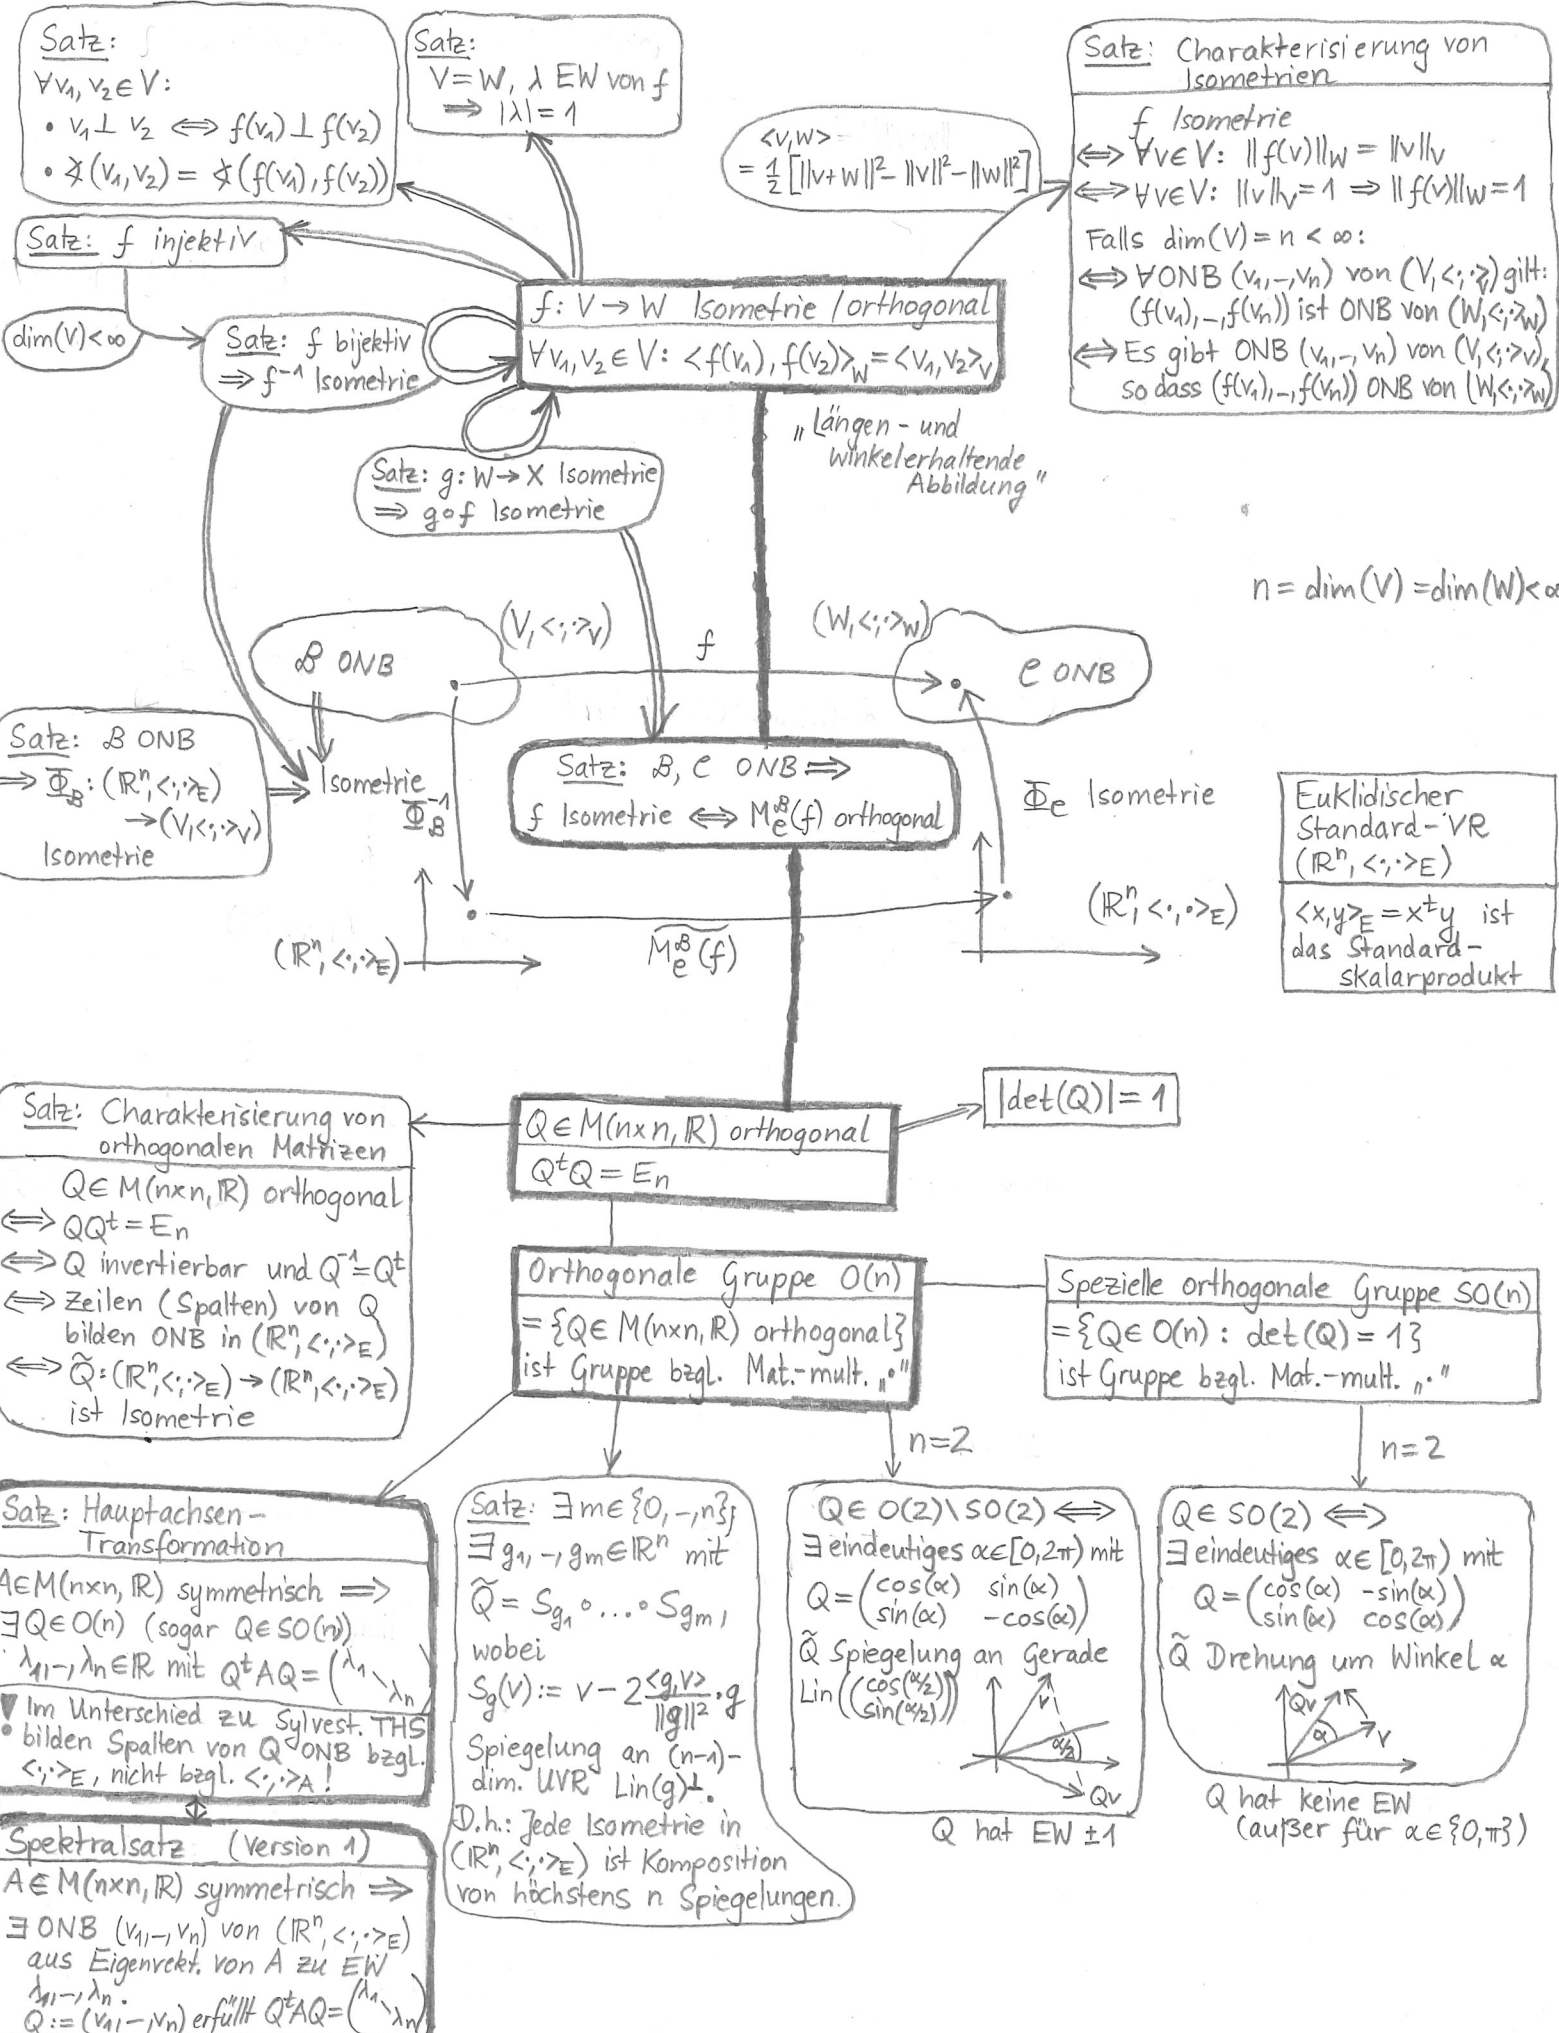 Satz:
∀v₁, v₂ ∈ V:
• v₁ ⊥ v₂ ⟺ f(v₁) ⊥ f(v₂)
• ∢(v₁, v₂) = ∢(f(v₁), f(v₂))
Satz:
V = W, λ EW von f
⟹ |λ| = 1
<v,w>
= 1/2 [||v+w||² - ||v||² - ||w||²]
Satz: Charakterisierung von
Isometrien
f Isometrie
⟺ ∀v∈V: ||f(v)||_W = ||v||_V
⟺ ∀v∈V: ||v||_V = 1 ⇒ ||f(v)||_W = 1
Falls dim(V) = n < ∞:
⟺ ∀ONB (v₁,–,vₙ) von (V,<·,·>_V) gilt:
(f(v₁),–,f(vₙ)) ist ONB von (W,<·,·>_W)
⟺ Es gibt ONB (v₁,–,vₙ) von (V,<·,·>_V),
so dass (f(v₁),–,f(vₙ)) ONB von (W,<·,·>_W)
Satz: f injektiv
dim(V) < ∞
Satz: f bijektiv
⟹ f⁻¹ Isometrie
f: V → W Isometrie / orthogonal
∀v₁, v₂ ∈ V: <f(v₁), f(v₂)>_W = <v₁, v₂>_V
„Längen- und
winkelerhaltende
Abbildung"
Satz: g: W → X Isometrie
⟹ g∘f Isometrie
n = dim(V) = dim(W) < ∞
(V, <·,·>_V)
f
(W, <·,·>_W)
ℬ ONB
𝒞 ONB
Satz: ℬ ONB
⟹ Φ_ℬ: (ℝⁿ, <·,·>_E)
→ (V, <·,·>_V)
Isometrie
Isometrie
Φ_ℬ⁻¹
Satz: ℬ, 𝒞 ONB ⟹
f Isometrie ⟺ M_𝒞^ℬ(f) orthogonal
Φ_𝒞 Isometrie
Euklidischer
Standard-VR
(ℝⁿ, <·,·>_E)
<x,y>_E = xᵗy ist
das Standard-
skalarprodukt
(ℝⁿ, <·,·>_E)
M̃_𝒞^ℬ(f)
(ℝⁿ, <·,·>_E)
Satz: Charakterisierung von
orthogonalen Matrizen
Q ∈ M(n×n, ℝ) orthogonal
⟺ QQᵗ = Eₙ
⟺ Q invertierbar und Q⁻¹ = Qᵗ
⟺ Zeilen (Spalten) von Q
bilden ONB in (ℝⁿ, <·,·>_E)
⟺ Q̃: (ℝⁿ, <·,·>_E) → (ℝⁿ, <·,·>_E)
ist Isometrie
Q ∈ M(n×n, ℝ) orthogonal
QᵗQ = Eₙ
|det(Q)| = 1
Orthogonale Gruppe O(n)
= {Q ∈ M(n×n, ℝ) orthogonal}
ist Gruppe bzgl. Mat.-mult. „·"
Spezielle orthogonale Gruppe SO(n)
= {Q ∈ O(n) : det(Q) = 1}
ist Gruppe bzgl. Mat.-mult. „·"
n=2
n=2
Satz: Hauptachsen-
Transformation
A ∈ M(n×n, ℝ) symmetrisch ⟹
∃ Q ∈ O(n) (sogar Q ∈ SO(n))
λ₁,–,λₙ ∈ ℝ mit QᵗAQ = (λ₁ \ λₙ)
! Im Unterschied zu Sylvest. THS
bilden Spalten von Q ONB bzgl.
<·,·>_E, nicht bzgl. <·,·>_A !
Spektralsatz (Version 1)
A ∈ M(n×n, ℝ) symmetrisch ⟹
∃ ONB (v₁,–,vₙ) von (ℝⁿ, <·,·>_E)
aus Eigenvekt. von A zu EW
λ₁,–,λₙ.
Q := (v₁,–,vₙ) erfüllt QᵗAQ = (λ₁ \ λₙ)
Satz: ∃ m ∈ {0,–,n},
∃ g₁,–,gₘ ∈ ℝⁿ mit
Q̃ = S_g₁ ∘ ... ∘ S_gₘ,
wobei
S_g(v) := v – 2 <g,v>/||g||² · g
Spiegelung an (n-1)-
dim. UVR Lin(g)⊥.
D.h.: Jede Isometrie in
(ℝⁿ, <·,·>_E) ist Komposition
von höchstens n Spiegelungen.
Q ∈ O(2)\SO(2) ⟺
∃ eindeutiges α∈[0,2π) mit
Q = (cos(α) sin(α)
sin(α) -cos(α))
Q̃ Spiegelung an Gerade
Lin((cos(α/2)
sin(α/2)))
v
α/2
Qv
Q hat EW ±1
Q ∈ SO(2) ⟺
∃ eindeutiges α∈[0,2π) mit
Q = (cos(α) -sin(α)
sin(α) cos(α))
Q̃ Drehung um Winkel α
Qv
α
v
Q hat keine EW
(außer für α∈{0,π})